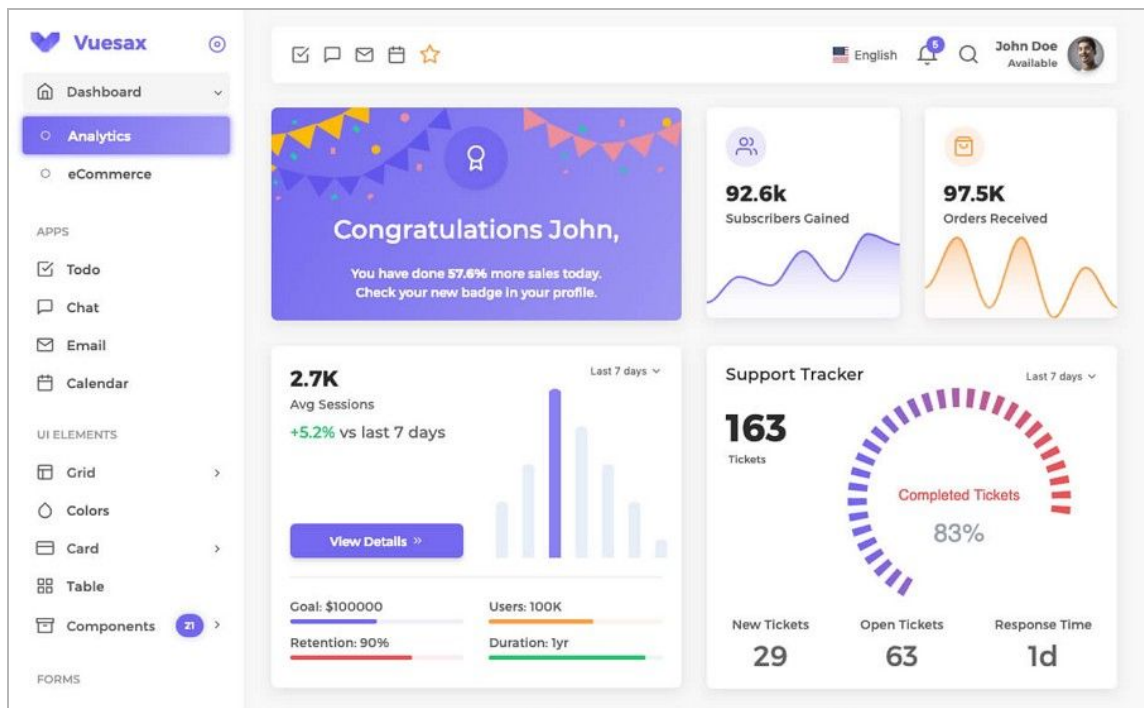 Vuesax
Dashboard
Analytics
eCommerce
APPS
Todo
Chat
Email
Calendar
UI ELEMENTS
Grid
Colors
Card
Table
Components 21
FORMS
English
5
John Doe
Available
Congratulations John,
You have done 57.6% more sales today.
Check your new badge in your profile.
92.6k
Subscribers Gained
97.5K
Orders Received
2.7K
Last 7 days
Avg Sessions
+5.2% vs last 7 days
View Details »
Goal: $100000
Users: 100K
Retention: 90%
Duration: 1yr
Support Tracker
Last 7 days
163
Tickets
Completed Tickets
83%
New Tickets
29
Open Tickets
63
Response Time
1d